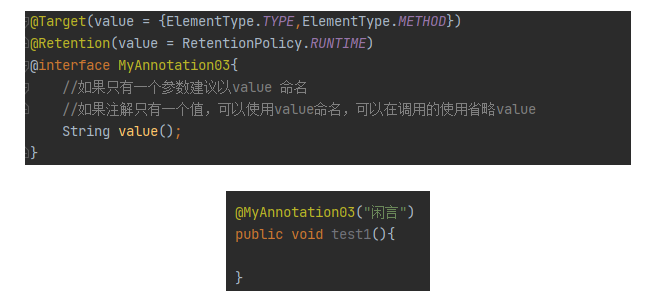 @Target(value = {ElementType.TYPE,ElementType.METHOD})
@Retention(value = RetentionPolicy.RUNTIME)
@interface MyAnnotation03{
//如果只有一个参数建议以value 命名
//如果注解只有一个值，可以使用value命名，可以在调用的使用省略value
String value();
}
@MyAnnotation03("闲言")
public void test1(){
}